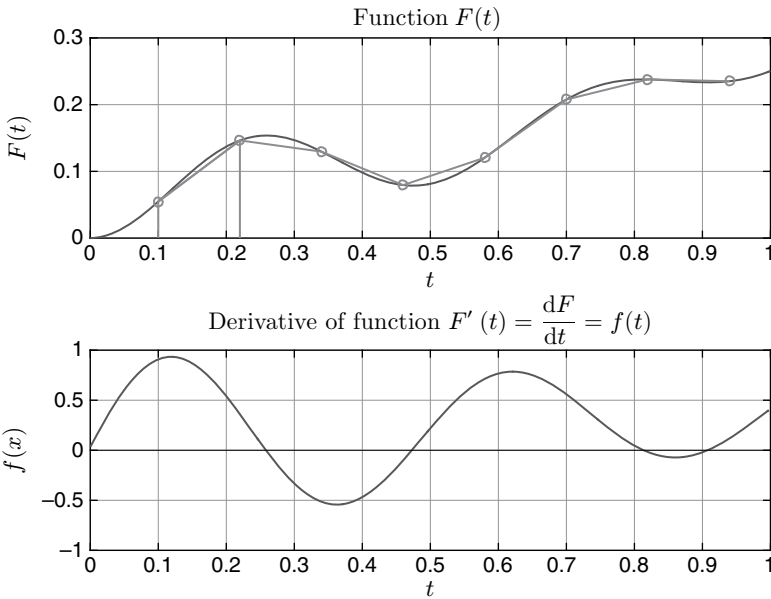 Function F(t)
0.3
0.2
0.1
0
F(t)
0 0.1 0.2 0.3 0.4 0.5 0.6 0.7 0.8 0.9 1
t
Derivative of function F′ (t) = dF/dt = f(t)
1
0.5
0
−0.5
−1
f(x)
0 0.1 0.2 0.3 0.4 0.5 0.6 0.7 0.8 0.9 1
t